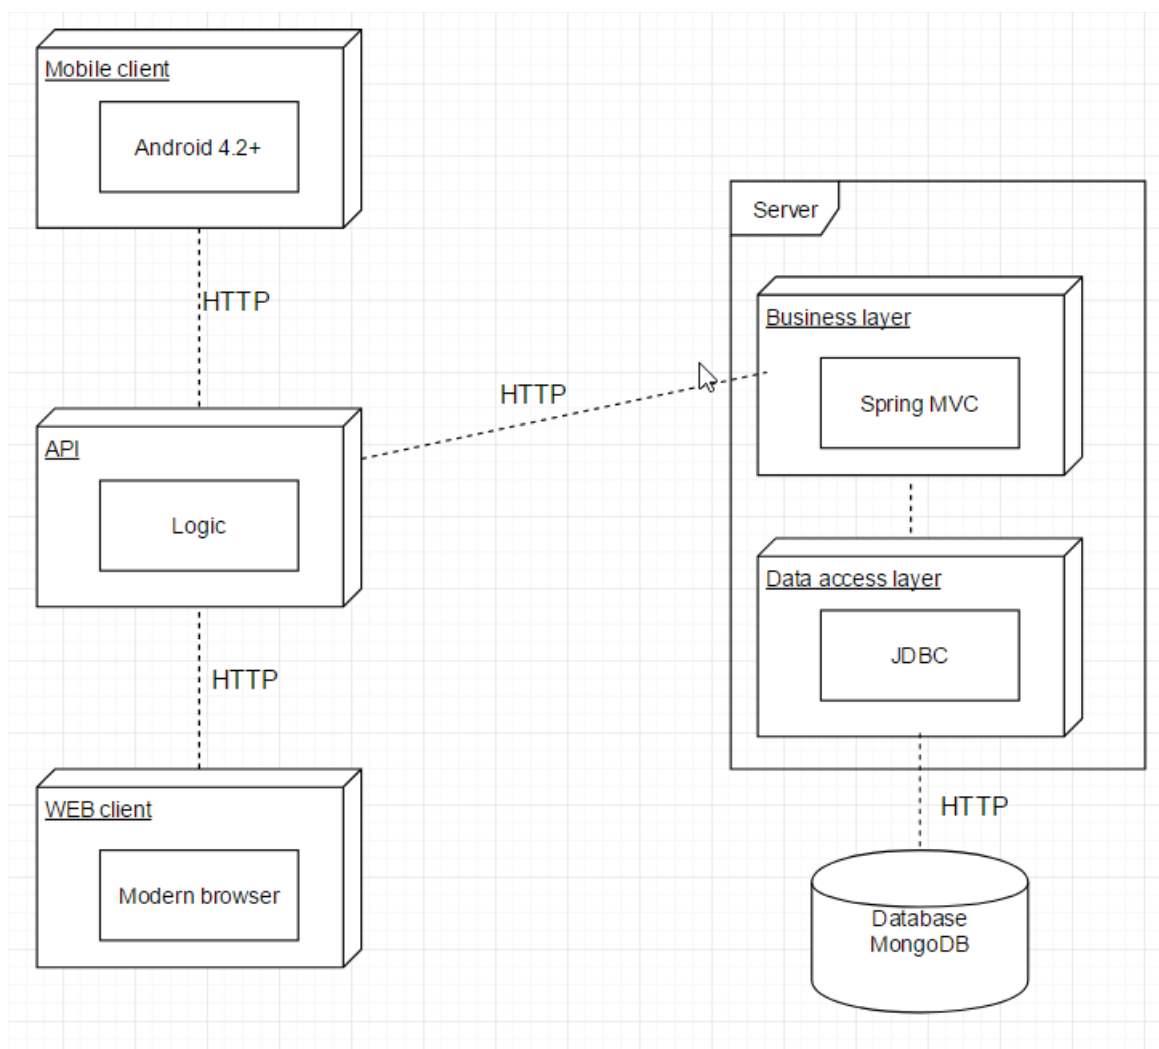 Mobile client
Android 4.2+
HTTP
API
Logic
HTTP
WEB client
Modern browser
HTTP
Server
Business layer
Spring MVC
Data access layer
JDBC
HTTP
Database
MongoDB